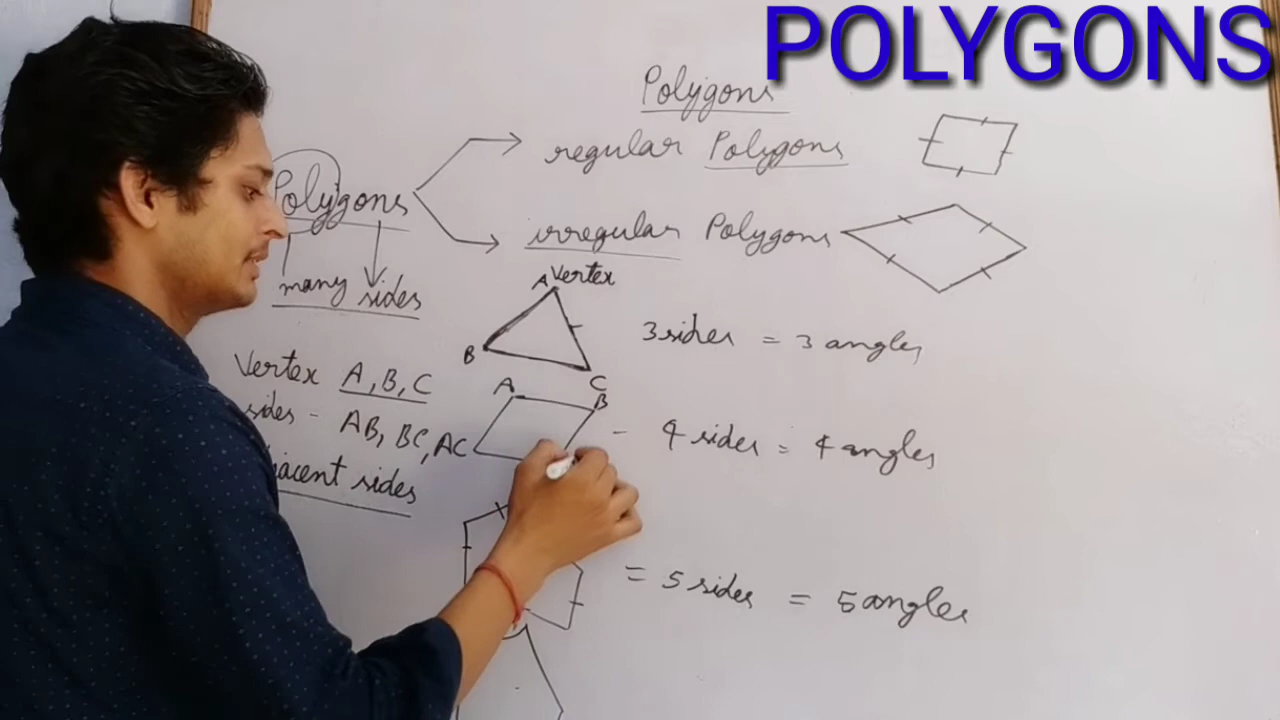 POLYGONS
Polygons
regular Polygons
Polygons
irregular Polygons
many sides
A Vertex
B
C
3 sides = 3 angles
Vertex A, B, C
sides - AB, BC, AC
A
B
- 4 sides = 4 angles
sides
= 5 sides = 5 angles